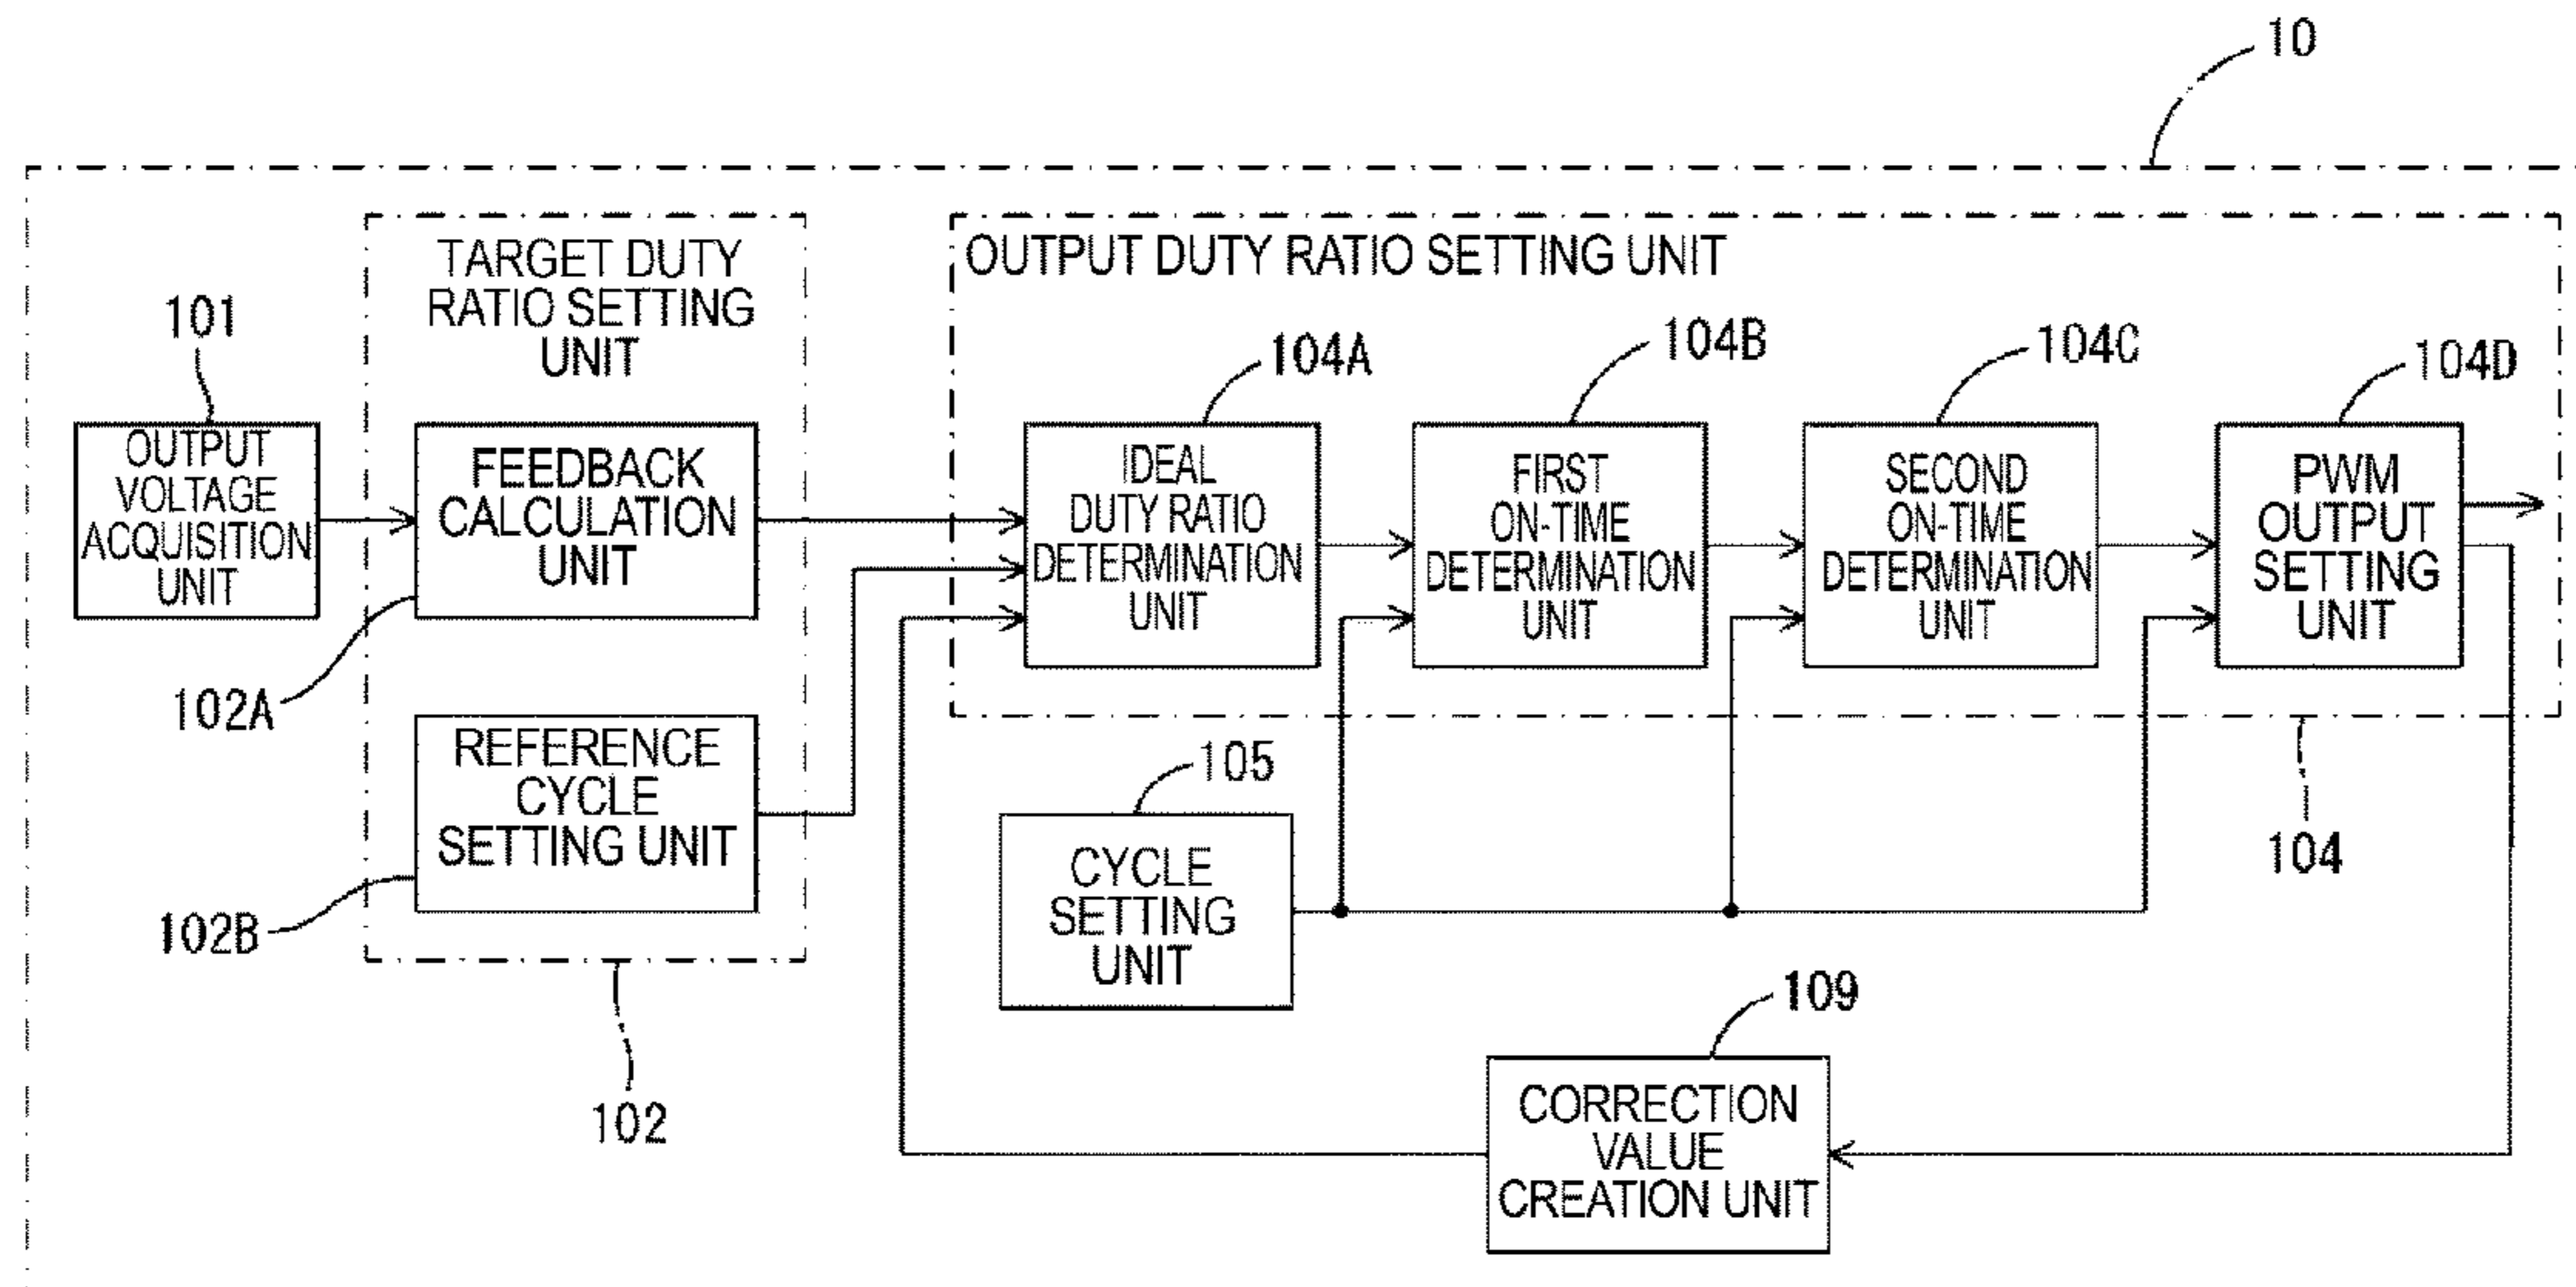 10
TARGET DUTY
RATIO SETTING
UNIT
OUTPUT DUTY RATIO SETTING UNIT
101
104A
104B
104C
104D
OUTPUT
VOLTAGE
ACQUISITION
UNIT
FEEDBACK
CALCULATION
UNIT
IDEAL
DUTY RATIO
DETERMINATION
UNIT
FIRST
ON-TIME
DETERMINATION
UNIT
SECOND
ON-TIME
DETERMINATION
UNIT
PWM
OUTPUT
SETTING
UNIT
102A
REFERENCE
CYCLE
SETTING UNIT
102B
105
CYCLE
SETTING
UNIT
104
102
109
CORRECTION
VALUE
CREATION UNIT